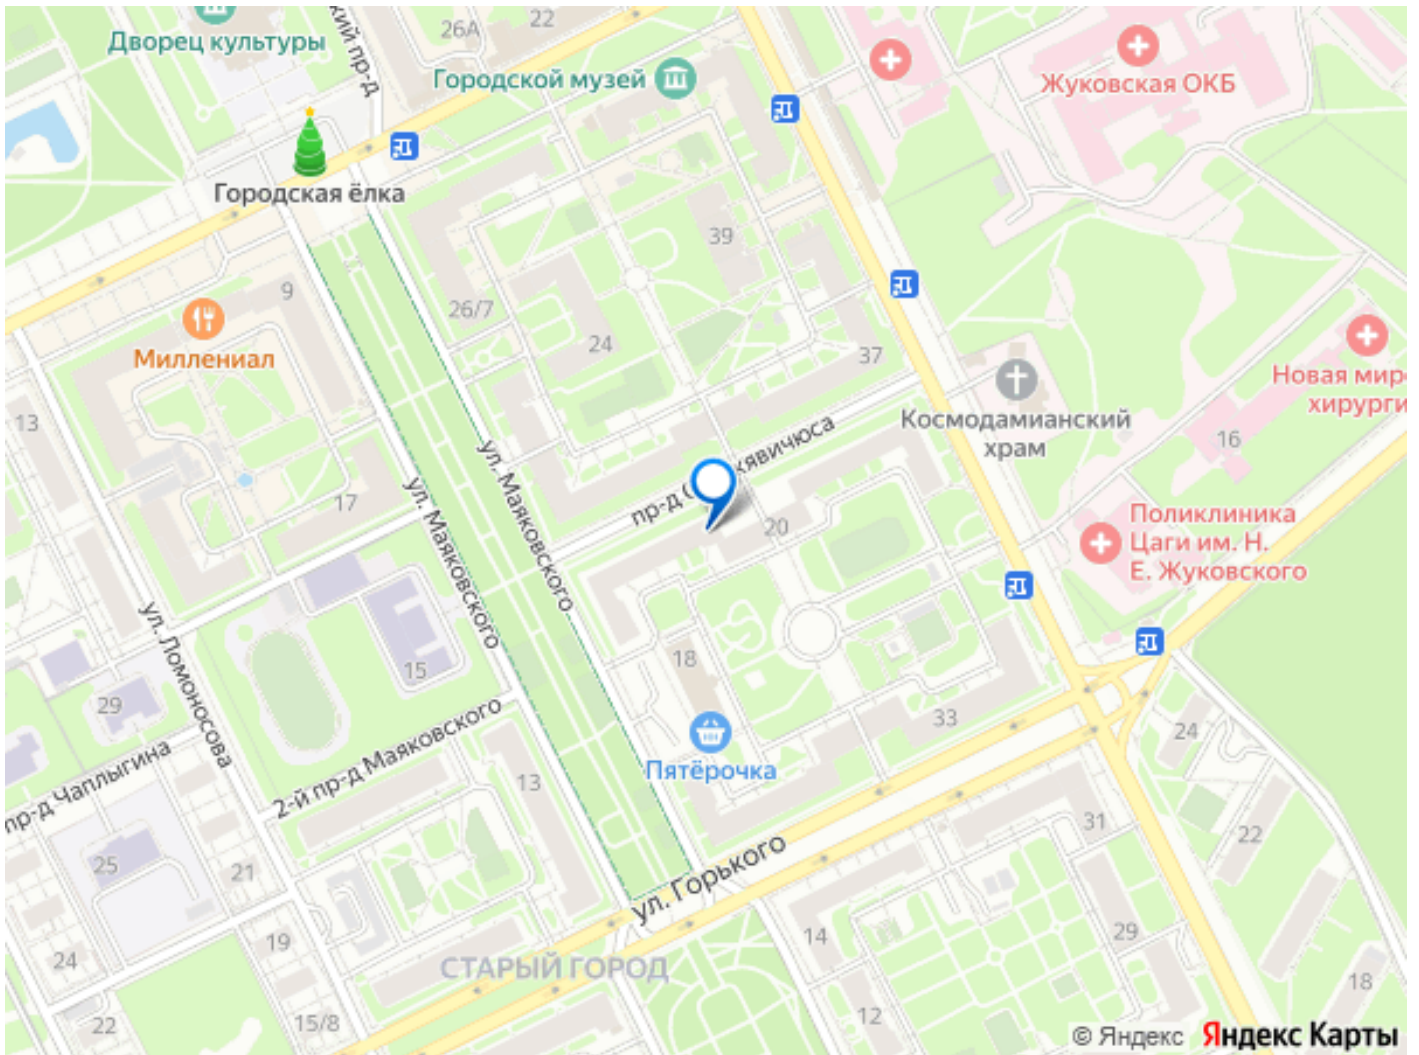 26А
22
кий пр-д
Дворец культуры
Городской музей
Жуковская ОКБ
Городская ёлка
39
9
26/7
24
37
Миллениал
Новая мир
хирурги
13
Космодамианский
храм
16
ул. Маяковского
ул. Маяковского
пр-д
кявичюса
17
20
Поликлиника
Цаги им. Н.
Е. Жуковского
ул. Ломоносова
15
18
29
33
24
2-й пр-д Маяковского
пр-д Чаплыгина
Пятёрочка
13
31
22
25
21
ул. Горького
19
14
29
24
СТАРЫЙ ГОРОД
18
22
15/8
12
© Яндекс Яндекс Карты